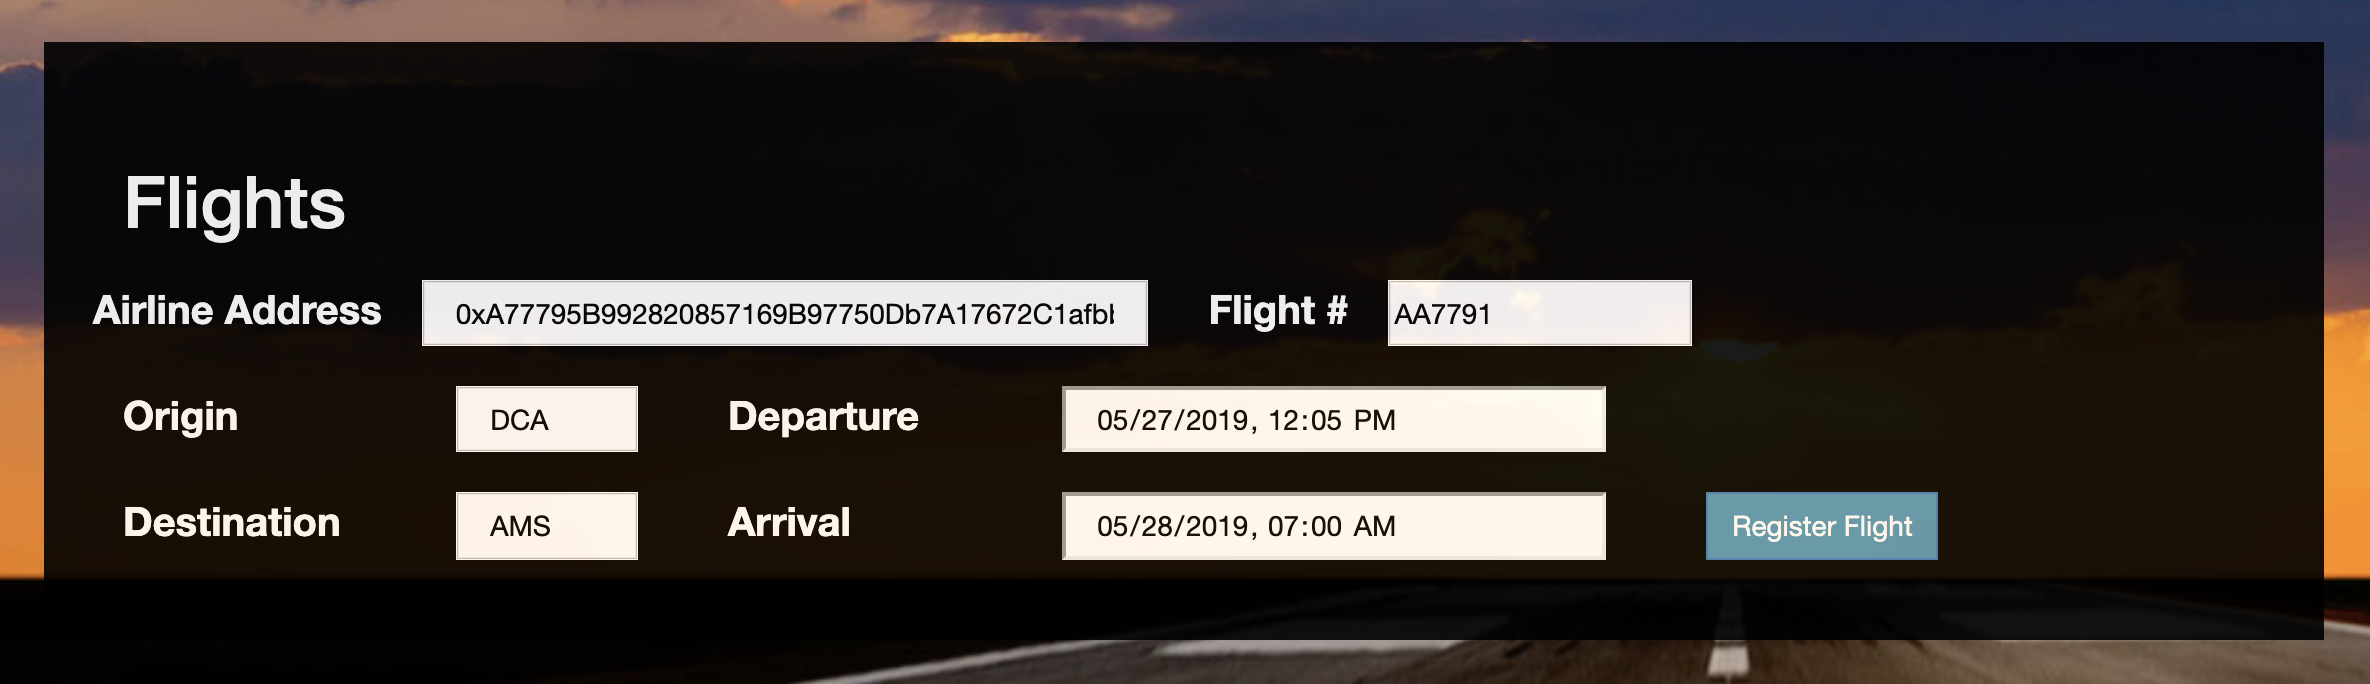 Flights
Airline Address 0xA77795B992820857169B97750Db7A17672C1afb Flight # AA7791
Origin DCA Departure 05/27/2019, 12:05 PM
Destination AMS Arrival 05/28/2019, 07:00 AM Register Flight